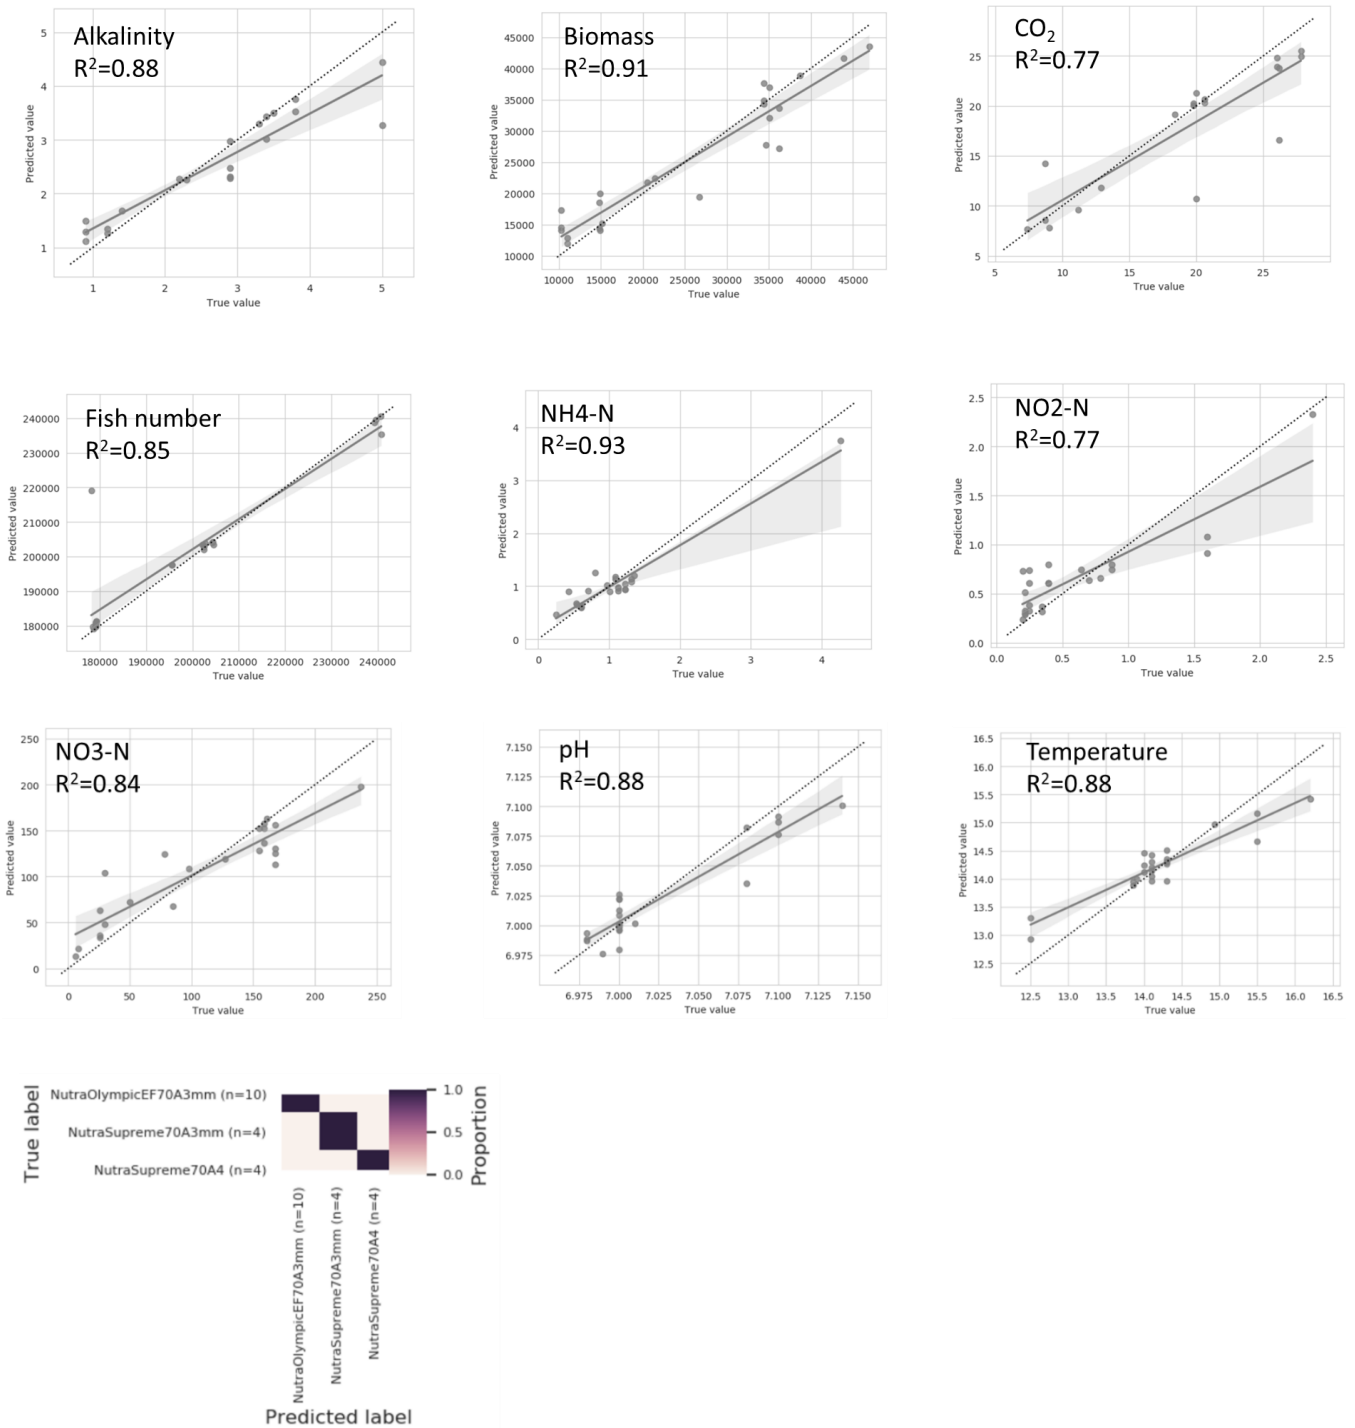 Alkalinity
R²=0.88
5
4
3
2
1
Predicted value
1 2 3 4 5
True value
Biomass
R²=0.91
45000
40000
35000
30000
25000
20000
15000
10000
Predicted value
10000 15000 20000 25000 30000 35000 40000 45000
True value
CO₂
R²=0.77
30
25
20
15
10
5
Predicted value
5 10 15 20 25
True value
Fish number
R²=0.85
240000
230000
220000
210000
200000
190000
180000
Predicted value
180000 190000 200000 210000 220000 230000 240000
True value
NH4-N
R²=0.93
4
3
2
1
0
Predicted value
0 1 2 3 4
True value
NO2-N
R²=0.77
2.5
2.0
1.5
1.0
0.5
0.0
Predicted value
0.0 0.5 1.0 1.5 2.0 2.5
True value
NO3-N
R²=0.84
250
200
150
100
50
0
Predicted value
0 50 100 150 200 250
True value
pH
R²=0.88
7.150
7.125
7.100
7.075
7.050
7.025
7.000
6.975
Predicted value
6.975 7.000 7.025 7.050 7.075 7.100 7.125 7.150
True value
Temperature
R²=0.88
16.5
16.0
15.5
15.0
14.5
14.0
13.5
13.0
12.5
Predicted value
12.5 13.0 13.5 14.0 14.5 15.0 15.5 16.0 16.5
True value
True label
NutraOlympicEF70A3mm (n=10)
NutraSupreme70A3mm (n=4)
NutraSupreme70A4 (n=4)
1.0
0.5
0.0
Proportion
NutraOlympicEF70A3mm (n=10)
NutraSupreme70A3mm (n=4)
NutraSupreme70A4 (n=4)
Predicted label